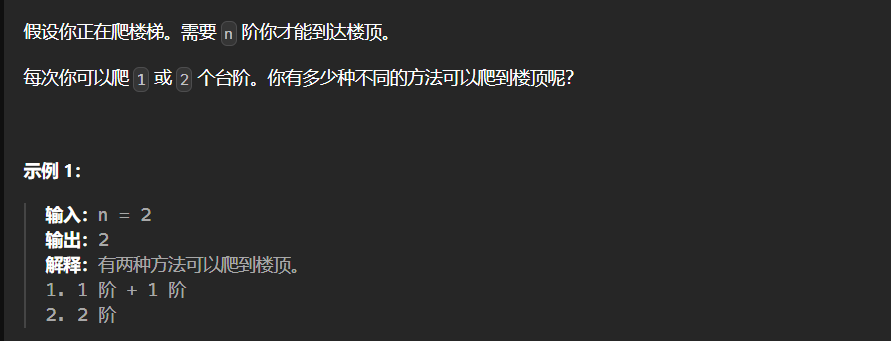 假设你正在爬楼梯。需要 n 阶你才能到达楼顶。
每次你可以爬 1 或 2 个台阶。你有多少种不同的方法可以爬到楼顶呢？
示例 1：
输入：n = 2
输出：2
解释：有两种方法可以爬到楼顶。
1. 1 阶 + 1 阶
2. 2 阶